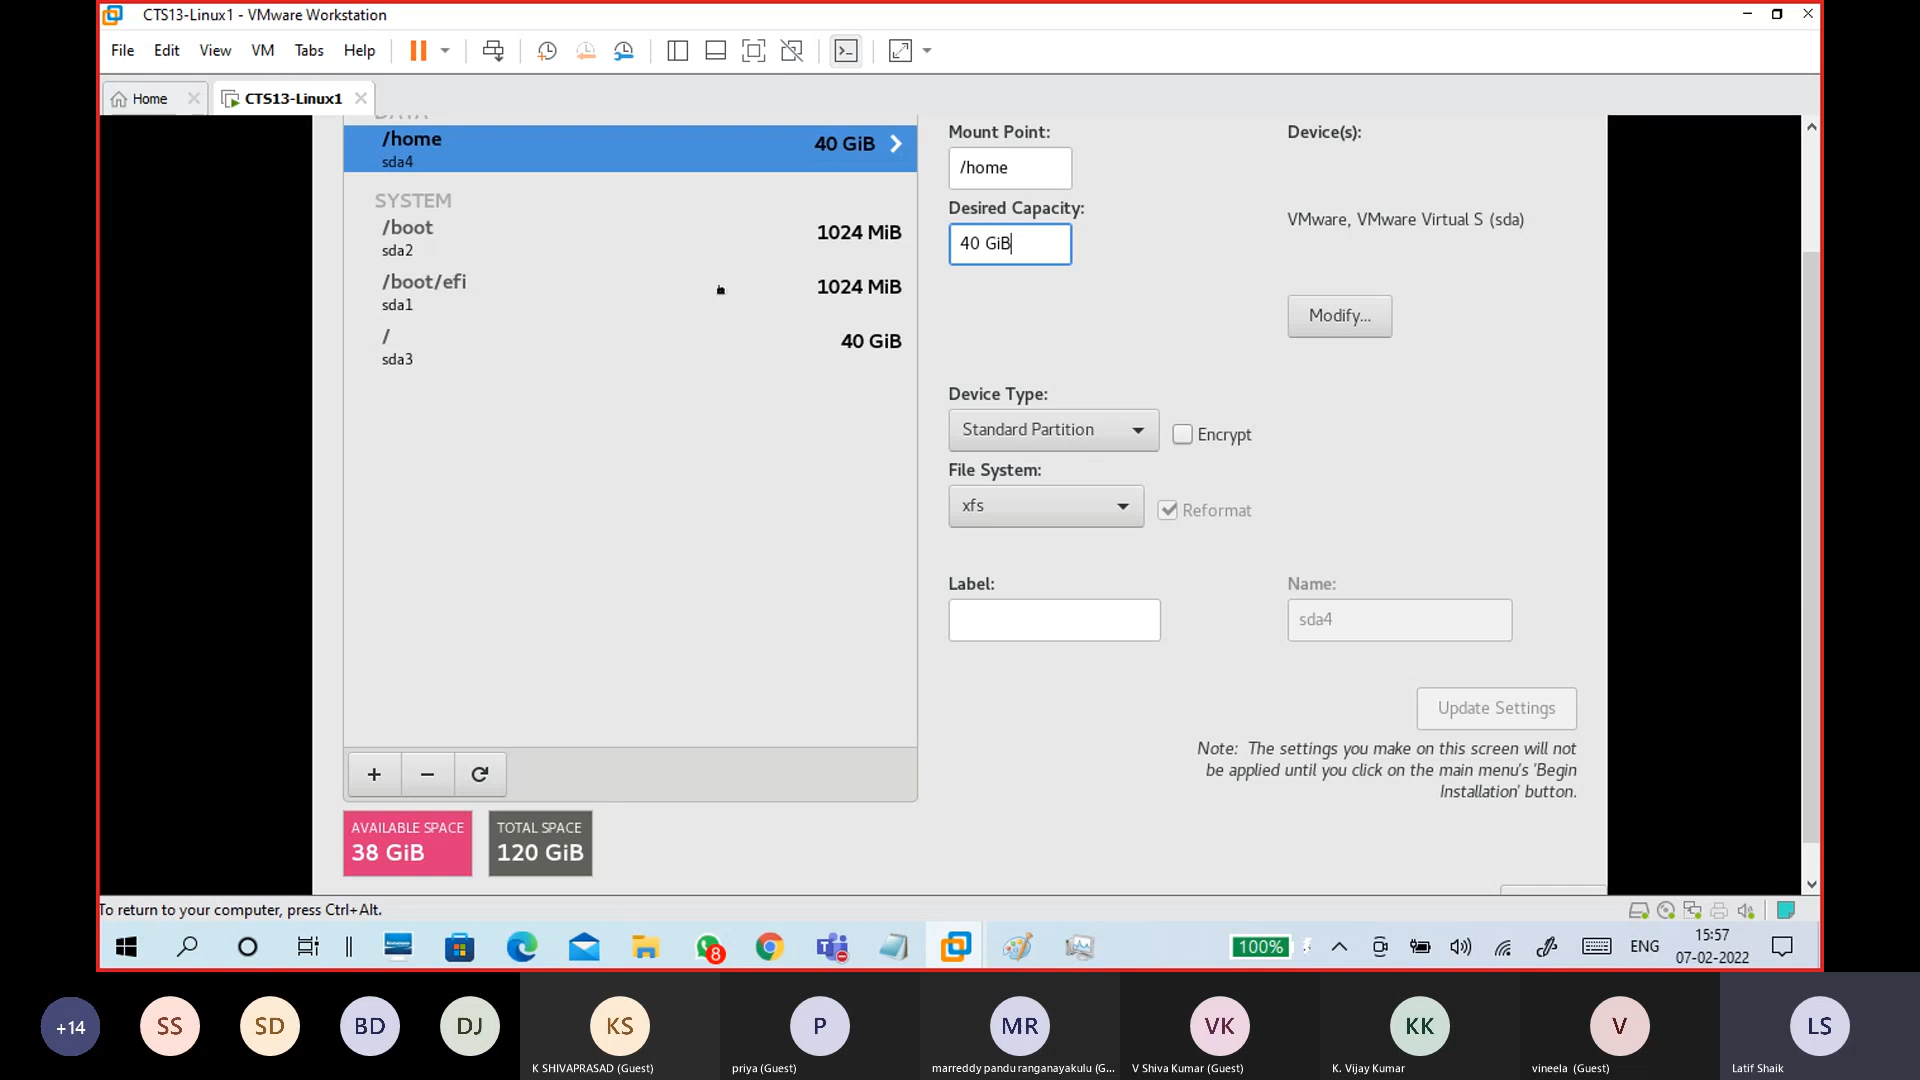 CTS13-Linux1 - VMware Workstation
File Edit View VM Tabs Help
Home CTS13-Linux1
DATA
/home
40 GiB
sda4
SYSTEM
/boot
1024 MiB
sda2
/boot/efi
1024 MiB
sda1
/
40 GiB
sda3
Mount Point:
/home
Desired Capacity:
40 GiB
Device(s):
VMware, VMware Virtual S (sda)
Modify...
Device Type:
Standard Partition
Encrypt
File System:
xfs
Reformat
Label:
Name:
sda4
Update Settings
Note: The settings you make on this screen will not
be applied until you click on the main menu's 'Begin
Installation' button.
+ −
AVAILABLE SPACE
38 GiB
TOTAL SPACE
120 GiB
To return to your computer, press Ctrl+Alt.
8
100%
ENG
15:57
07-02-2022
+14
SS
SD
BD
DJ
KS
K SHIVAPRASAD (Guest)
P
priya (Guest)
MR
marreddy pandu ranganayakulu (G...
VK
V Shiva Kumar (Guest)
KK
K. Vijay Kumar
V
vineela (Guest)
LS
Latif Shaik